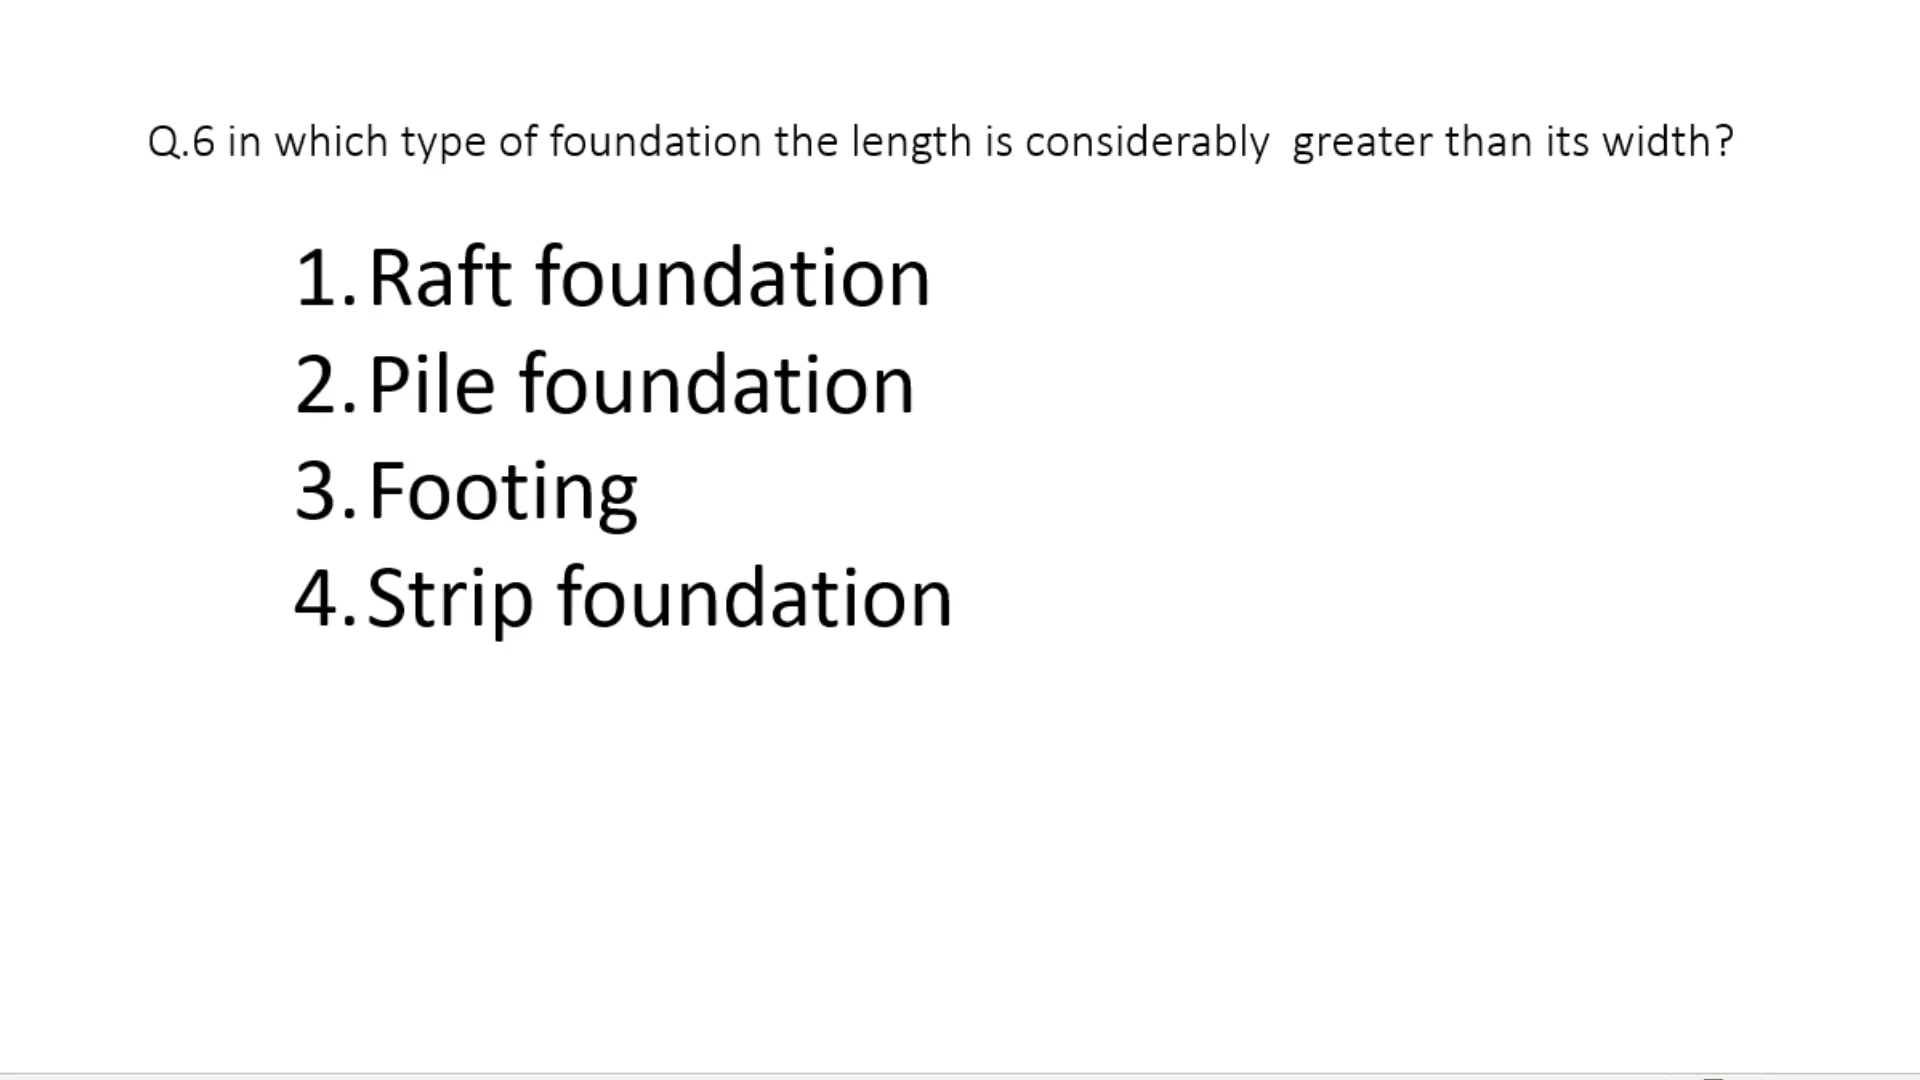 Q.6 in which type of foundation the length is considerably  greater than its width?
1. Raft foundation
2. Pile foundation
3. Footing
4. Strip foundation